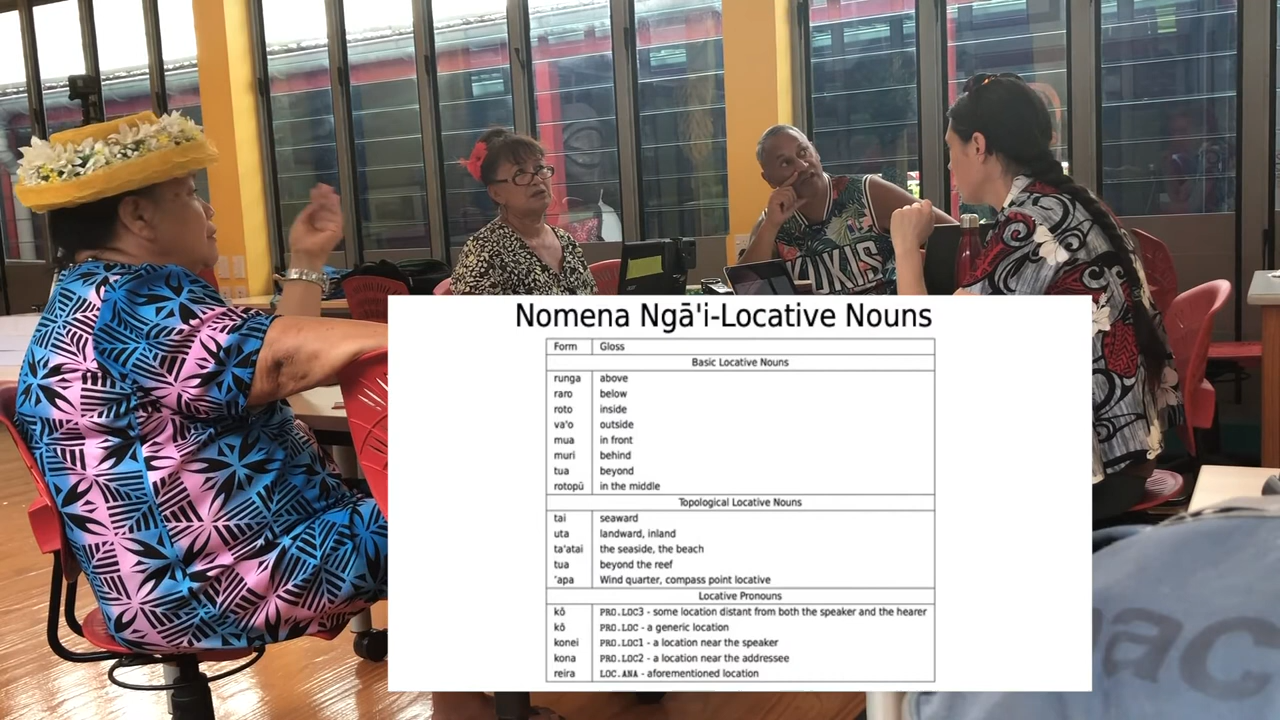 KUKIS
Nomena Ngā'i-Locative Nouns
Form Gloss
Basic Locative Nouns
runga above
raro below
roto inside
va'o outside
mua in front
muri behind
tua beyond
rotopū in the middle
Topological Locative Nouns
tai seaward
uta landward, inland
ta'atai the seaside, the beach
tua beyond the reef
'apa Wind quarter, compass point locative
Locative Pronouns
kō PRO.LOC3 - some location distant from both the speaker and the hearer
kō PRO.LOC - a generic location
konei PRO.LOC1 - a location near the speaker
kona PRO.LOC2 - a location near the addressee
reira LOC.ANA - aforementioned location